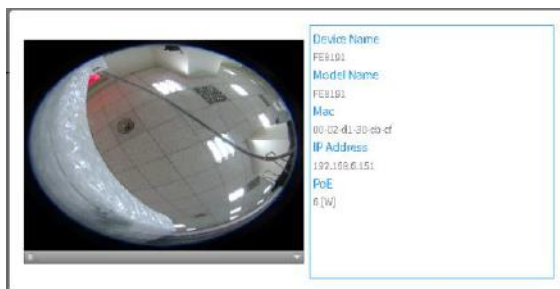 Device Name
FE8191
Model Name
FE8191
Mac
00-02-d1-30-cb-cf
IP Address
192.168.6.151
PoE
6 [W]